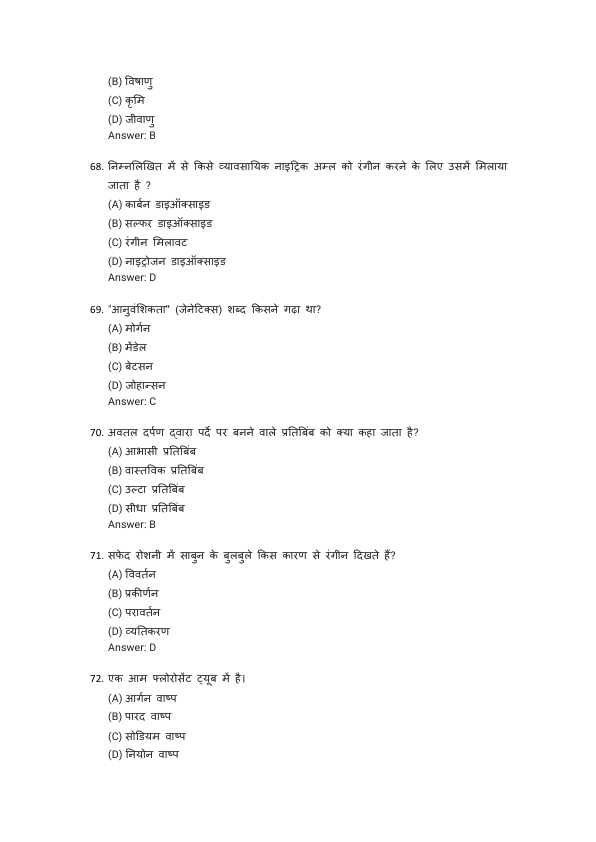 (B) विषाणु
(C) कृमि
(D) जीवाणु
Answer: B
68. निम्नलिखित में से किसे व्यावसायिक नाइट्रिक अम्ल को रंगीन करने के लिए उसमें मिलाया
जाता है ?
(A) कार्बन डाइऑक्साइड
(B) सल्फर डाइऑक्साइड
(C) रंगीन मिलावट
(D) नाइट्रोजन डाइऑक्साइड
Answer: D
69. "आनुवंशिकता" (जेनेटिक्स) शब्द किसने गढ़ा था?
(A) मोर्गन
(B) मेंडेल
(C) बेटसन
(D) जोहान्सन
Answer: C
70. अवतल दर्पण द्वारा पर्दे पर बनने वाले प्रतिबिंब को क्या कहा जाता है?
(A) आभासी प्रतिबिंब
(B) वास्तविक प्रतिबिंब
(C) उल्टा प्रतिबिंब
(D) सीधा प्रतिबिंब
Answer: B
71. सफेद रोशनी में साबुन के बुलबुले किस कारण से रंगीन दिखते हैं?
(A) विवर्तन
(B) प्रकीर्णन
(C) परावर्तन
(D) व्यतिकरण
Answer: D
72. एक आम फ्लोरोसेंट ट्यूब में है।
(A) आर्गन वाष्प
(B) पारद वाष्प
(C) सोडियम वाष्प
(D) नियोन वाष्प